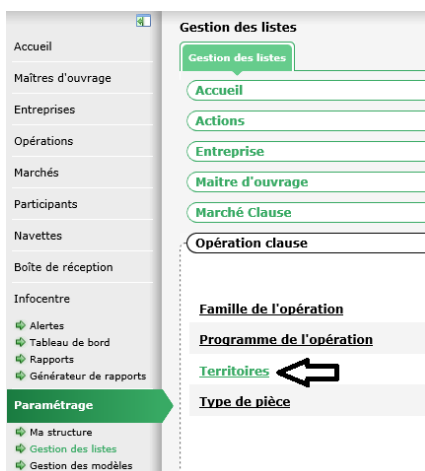 Accueil
Maîtres d'ouvrage
Entreprises
Opérations
Marchés
Participants
Navettes
Boîte de réception
Infocentre
Alertes
Tableau de bord
Rapports
Générateur de rapports
Paramétrage
Ma structure
Gestion des listes
Gestion des modèles
Gestion des listes
Gestion des listes
Accueil
Actions
Entreprise
Maitre d'ouvrage
Marché Clause
Opération clause
Famille de l'opération
Programme de l'opération
Territoires
Type de pièce